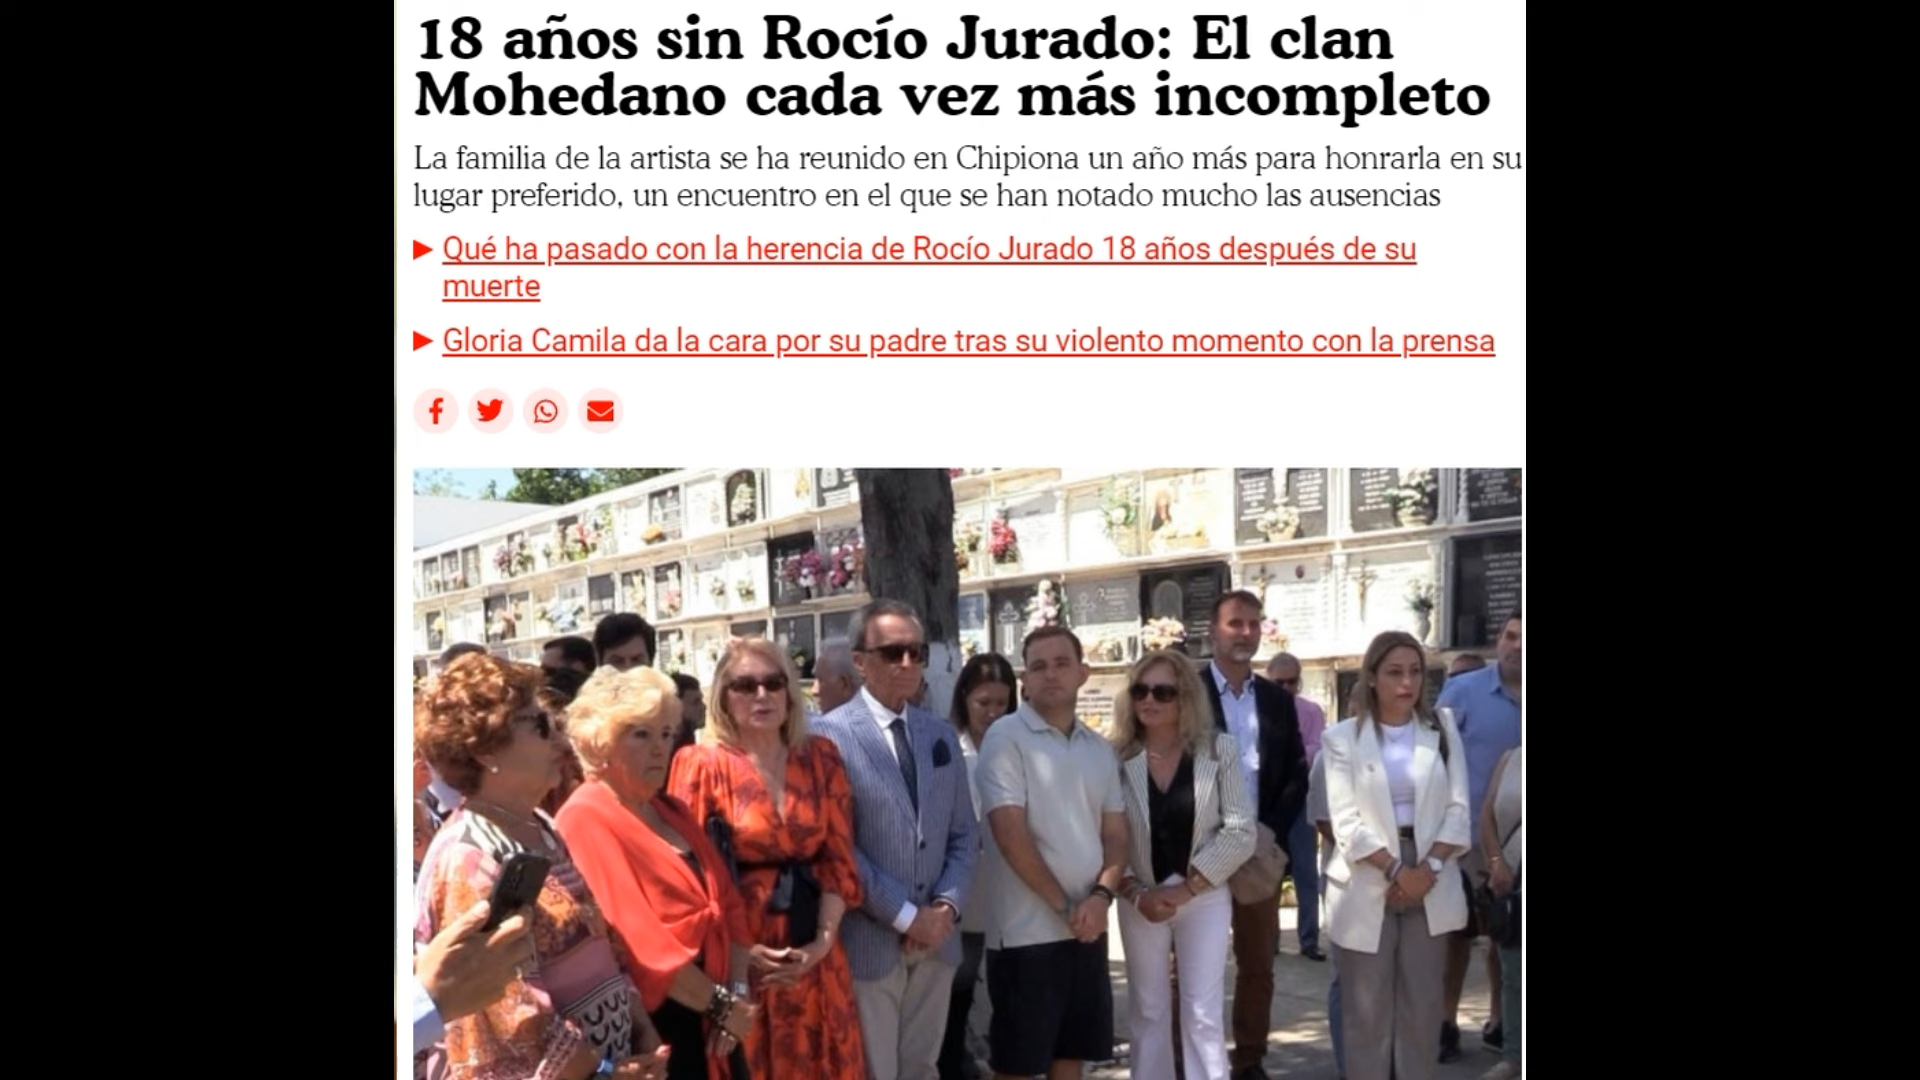 18 años sin Rocío Jurado: El clan
Mohedano cada vez más incompleto
La familia de la artista se ha reunido en Chipiona un año más para honrarla en su
lugar preferido, un encuentro en el que se han notado mucho las ausencias
Qué ha pasado con la herencia de Rocío Jurado 18 años después de su
muerte
Gloria Camila da la cara por su padre tras su violento momento con la prensa